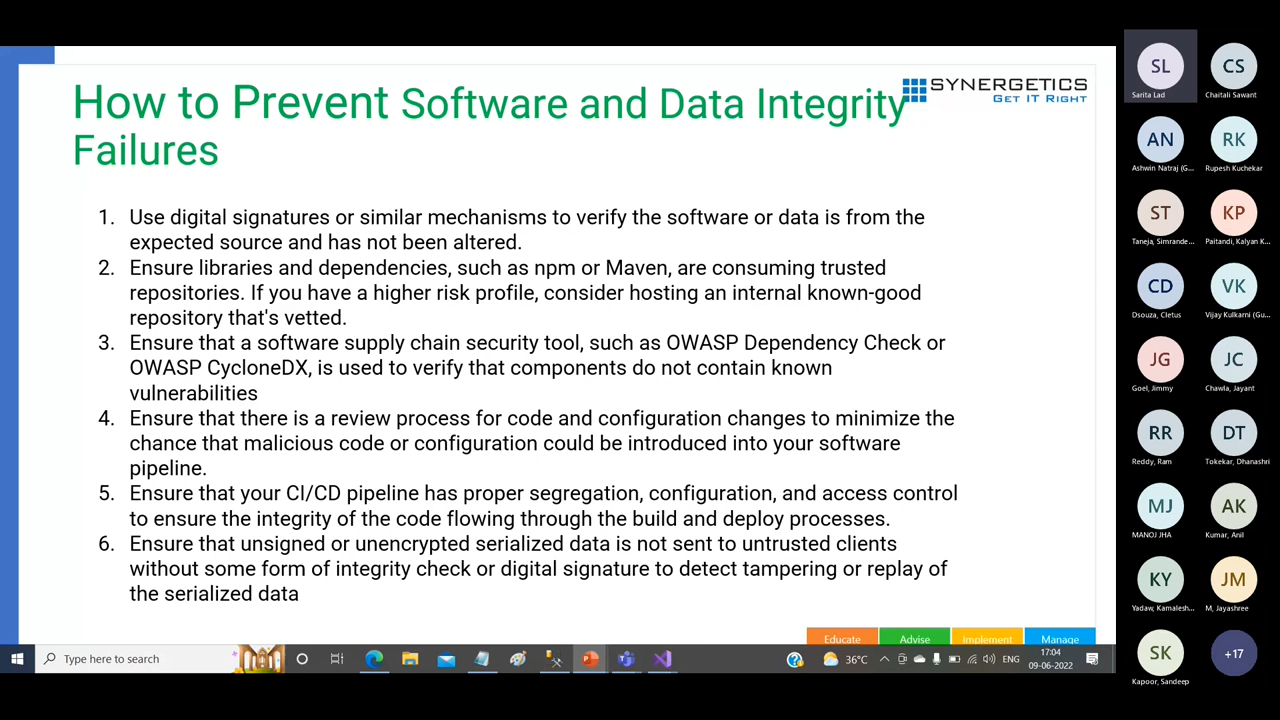 How to Prevent Software and Data Integrity
Failures
SYNERGETICS
GET IT RIGHT
1. Use digital signatures or similar mechanisms to verify the software or data is from the
expected source and has not been altered.
2. Ensure libraries and dependencies, such as npm or Maven, are consuming trusted
repositories. If you have a higher risk profile, consider hosting an internal known-good
repository that's vetted.
3. Ensure that a software supply chain security tool, such as OWASP Dependency Check or
OWASP CycloneDX, is used to verify that components do not contain known
vulnerabilities
4. Ensure that there is a review process for code and configuration changes to minimize the
chance that malicious code or configuration could be introduced into your software
pipeline.
5. Ensure that your CI/CD pipeline has proper segregation, configuration, and access control
to ensure the integrity of the code flowing through the build and deploy processes.
6. Ensure that unsigned or unencrypted serialized data is not sent to untrusted clients
without some form of integrity check or digital signature to detect tampering or replay of
the serialized data
Educate Advise Implement Manage
Type here to search
36°C
ENG
17:04
09-06-2022
SL CS
Sarita Lad Chaitali Sawant
AN RK
Ashwin Natraj (G... Rupesh Kuchekar
ST KP
Taneja, Simrande... Paitandi, Kalyan K...
CD VK
Dsouza, Cletus Vijay Kulkarni (Gu...
JG JC
Goel, Jimmy Chawla, Jayant
RR DT
Reddy, Ram Tokekar, Dhanashri
MJ AK
MANOJ JHA Kumar, Anil
KY JM
Yadaw, Kamalesh... M, Jayashree
SK +17
Kapoor, Sandeep